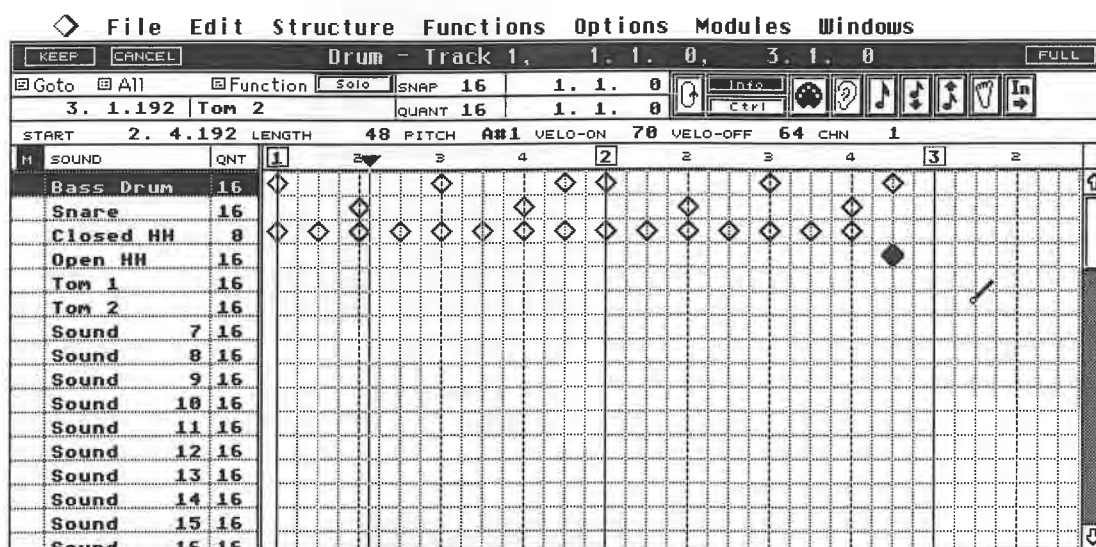 File Edit Structure Functions Options Modules Windows
KEEP CANCEL Drum - Track 1, 1. 1. 0, 3. 1. 0 FULL
Goto All Function Solo SNAP 16 1. 1. 0 Info In
3. 1.192 Tom 2 QUANT 16 1. 1. 0 Ctrl
START 2. 4.192 LENGTH 48 PITCH A#1 VELO-ON 70 VELO-OFF 64 CHN 1
M SOUND QNT 1 2 3 4 2 2 3 4 3 2
Bass Drum 16
Snare 16
Closed HH 8
Open HH 16
Tom 1 16
Tom 2 16
Sound 7 16
Sound 8 16
Sound 9 16
Sound 10 16
Sound 11 16
Sound 12 16
Sound 13 16
Sound 14 16
Sound 15 16
Sound 16 16